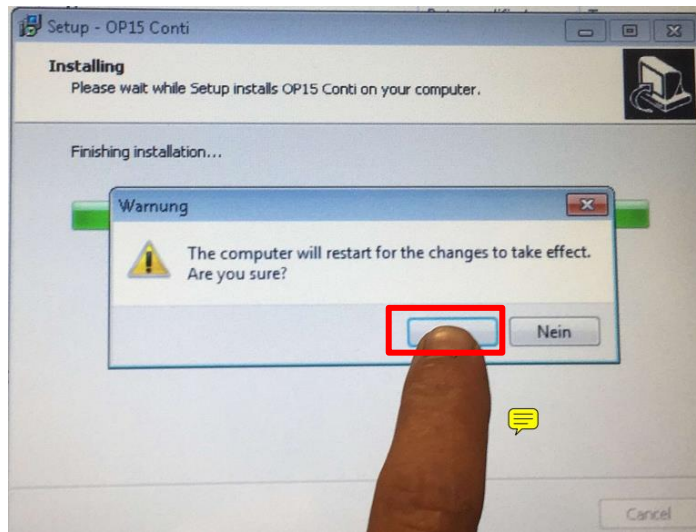 Setup - OP15 Conti
Installing
Please wait while Setup installs OP15 Conti on your computer.
Finishing installation...
Warnung
The computer will restart for the changes to take effect.
Are you sure?
Nein
Cancel